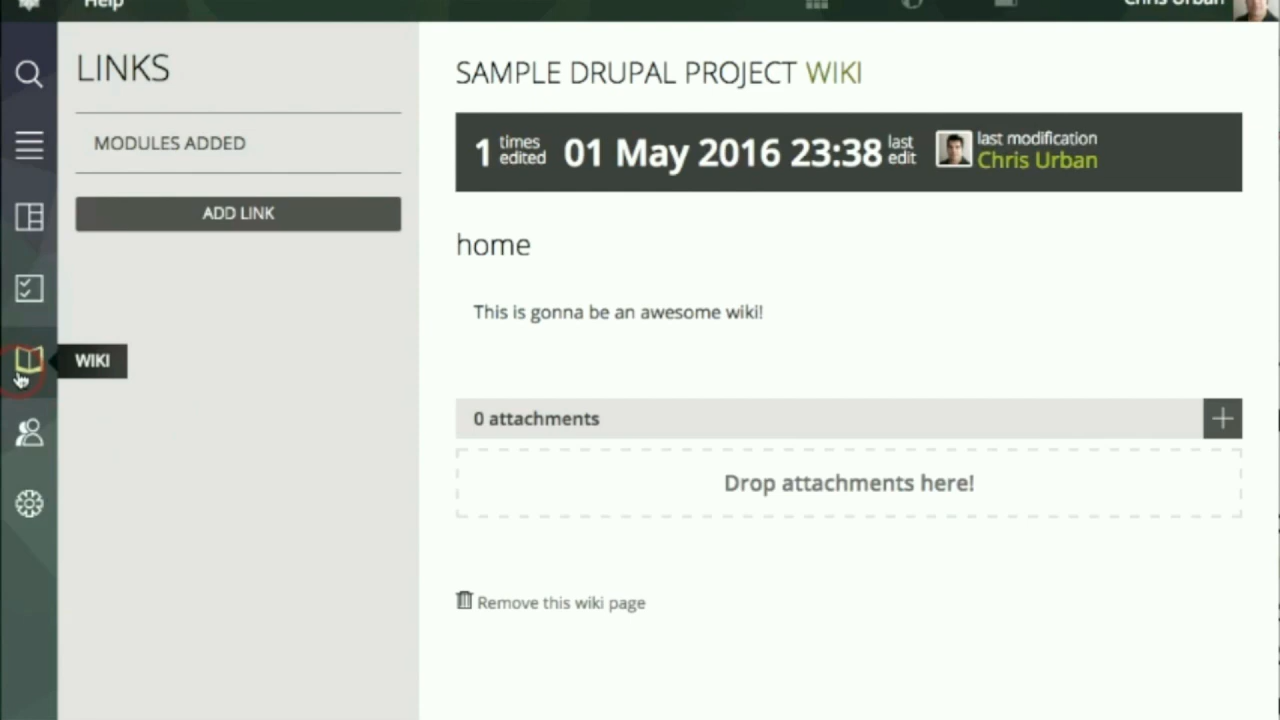 Help
Chris Urban
LINKS
MODULES ADDED
ADD LINK
WIKI
SAMPLE DRUPAL PROJECT WIKI
1 times edited 01 May 2016 23:38 last edit last modification Chris Urban
home
This is gonna be an awesome wiki!
0 attachments
Drop attachments here!
Remove this wiki page